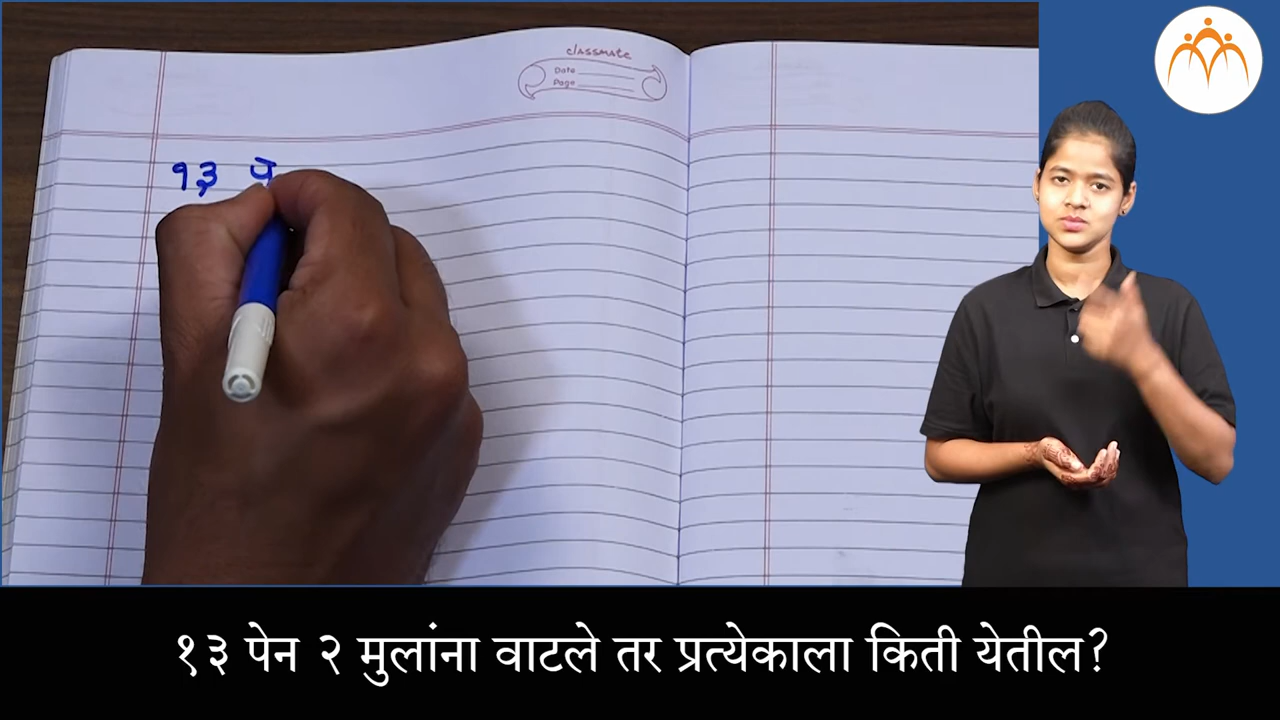 classmate
Date
Page
१३ पे
१३ पेन २ मुलांना वाटले तर प्रत्येकाला किती येतील?